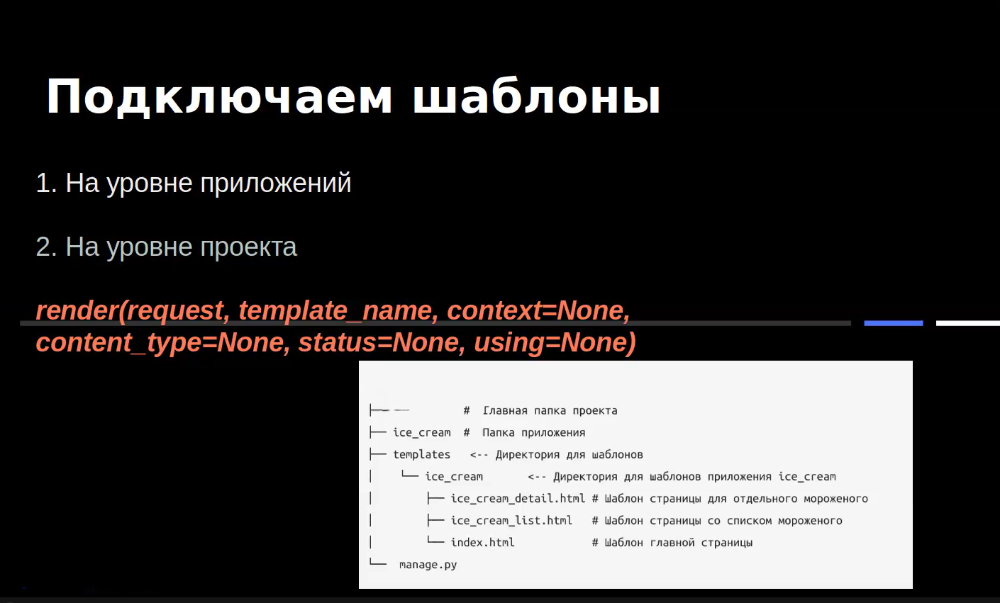 Подключаем шаблоны
1. На уровне приложений
2. На уровне проекта
render(request, template_name, context=None,
content_type=None, status=None, using=None)
├── # Главная папка проекта
├── ice_cream # Папка приложения
├── templates <-- Директория для шаблонов
│ └── ice_cream <-- Директория для шаблонов приложения ice_cream
│ ├── ice_cream_detail.html # Шаблон страницы для отдельного мороженого
│ ├── ice_cream_list.html # Шаблон страницы со списком мороженого
│ └── index.html # Шаблон главной страницы
└── manage.py